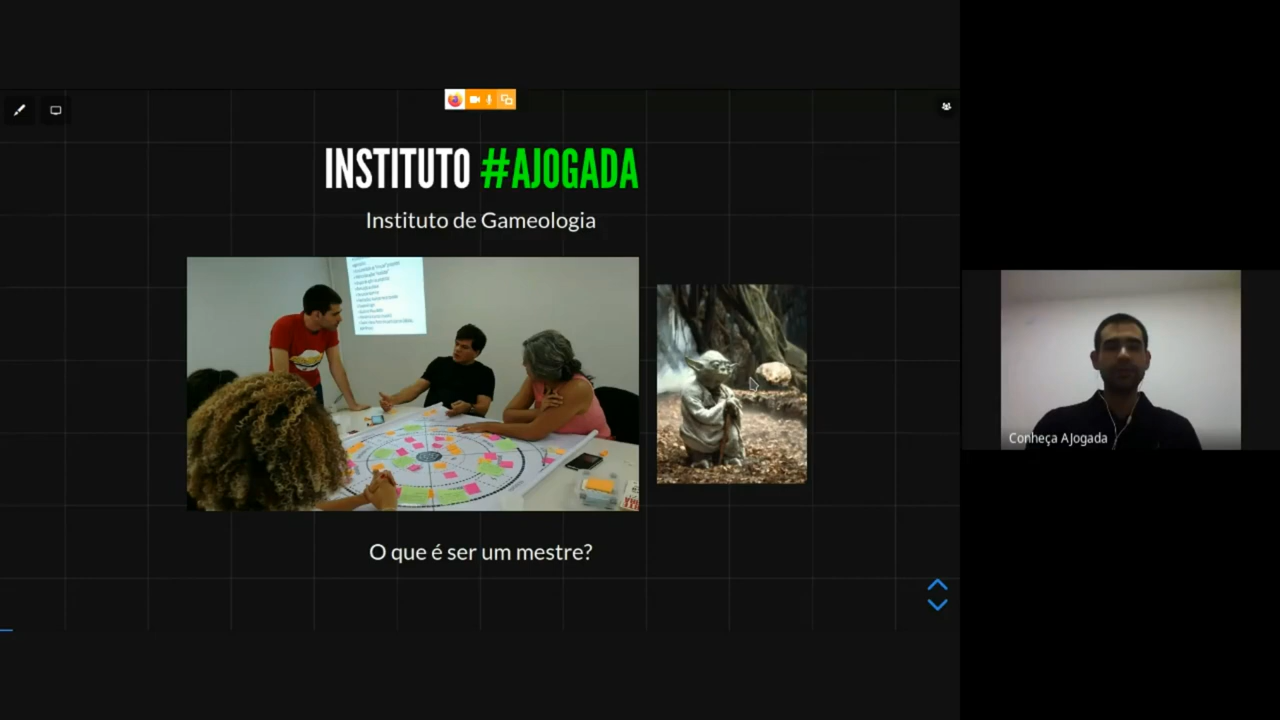 INSTITUTO #AJOGADA
Instituto de Gameologia
O que é ser um mestre?
Conheça AJogada